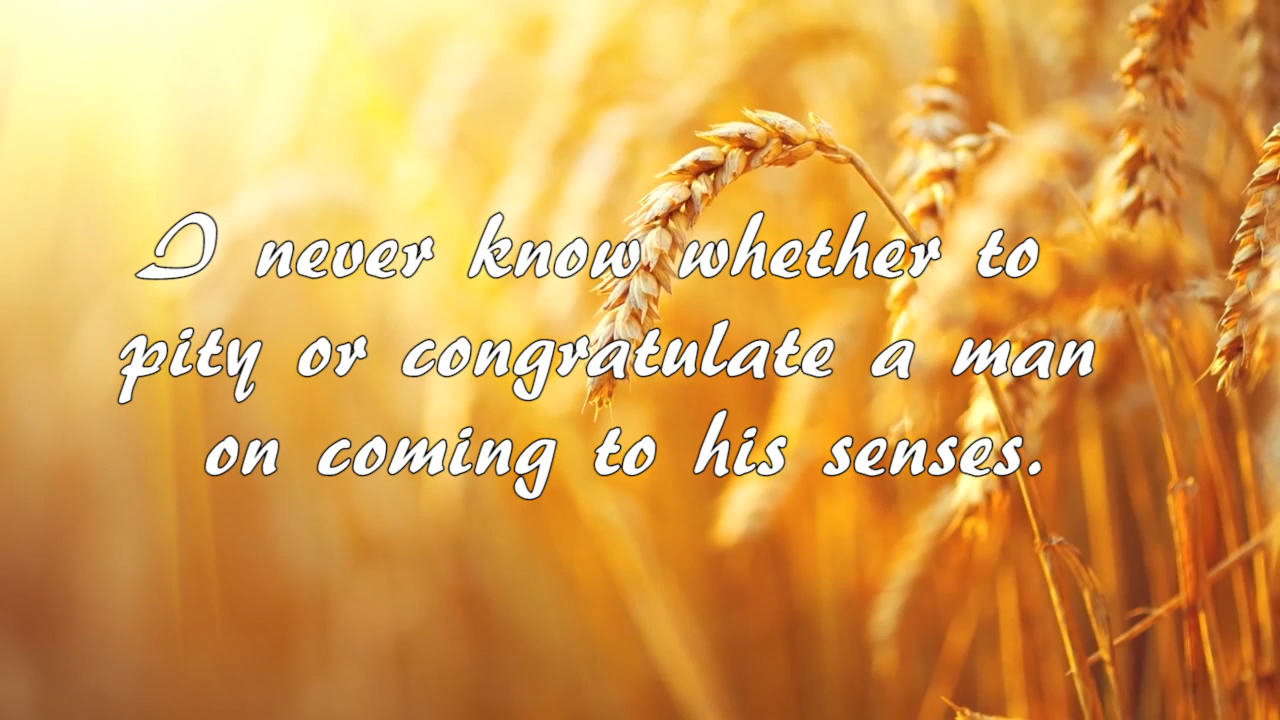 I never know whether to
pity or congratulate a man
on coming to his senses.